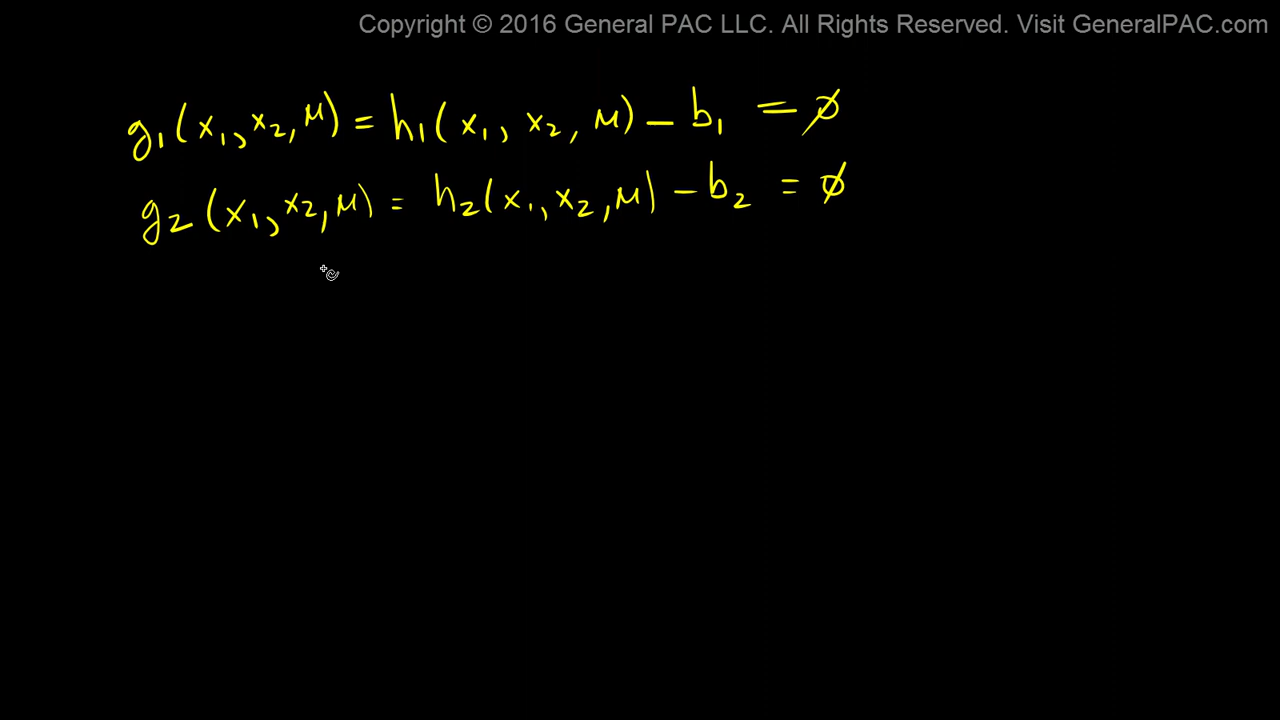 Copyright © 2016 General PAC LLC. All Rights Reserved. Visit GeneralPAC.com
g₁(x₁,x₂,μ) = h₁(x₁, x₂, μ) – b₁ = ∅
g₂(x₁,x₂,μ) = h₂(x₁,x₂,μ) – b₂ = ∅